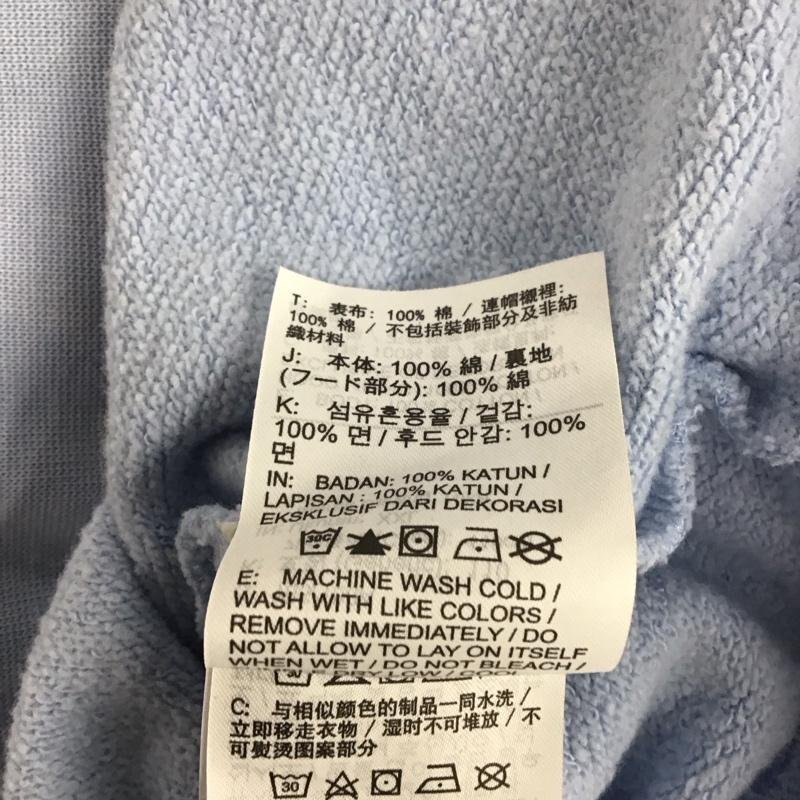 T: 表布: 100% 棉 / 連帽襯裡:
100% 棉 / 不包括裝飾部分及非紡
織材料
J: 本体: 100% 綿 / 裏地
(フード部分): 100% 綿
K: 섬유혼용율 / 겉감:
100% 면 / 후드 안감: 100%
면
IN: BADAN: 100% KATUN /
LAPISAN : 100% KATUN /
EKSKLUSIF DARI DEKORASI
30C
E: MACHINE WASH COLD /
WASH WITH LIKE COLORS /
REMOVE IMMEDIATELY / DO
NOT ALLOW TO LAY ON ITSELF
WHEN WET / DO NOT BLEACH /
30
C: 与相似颜色的制品一同水洗 /
立即移走衣物 / 湿时不可堆放 / 不
可熨烫图案部分
30